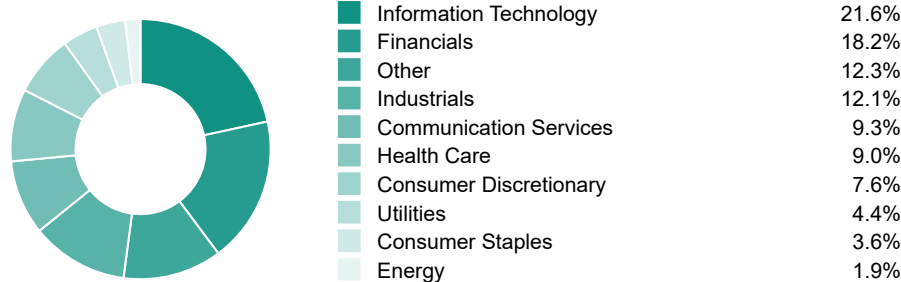 Information Technology 21.6%
Financials 18.2%
Other 12.3%
Industrials 12.1%
Communication Services 9.3%
Health Care 9.0%
Consumer Discretionary 7.6%
Utilities 4.4%
Consumer Staples 3.6%
Energy 1.9%